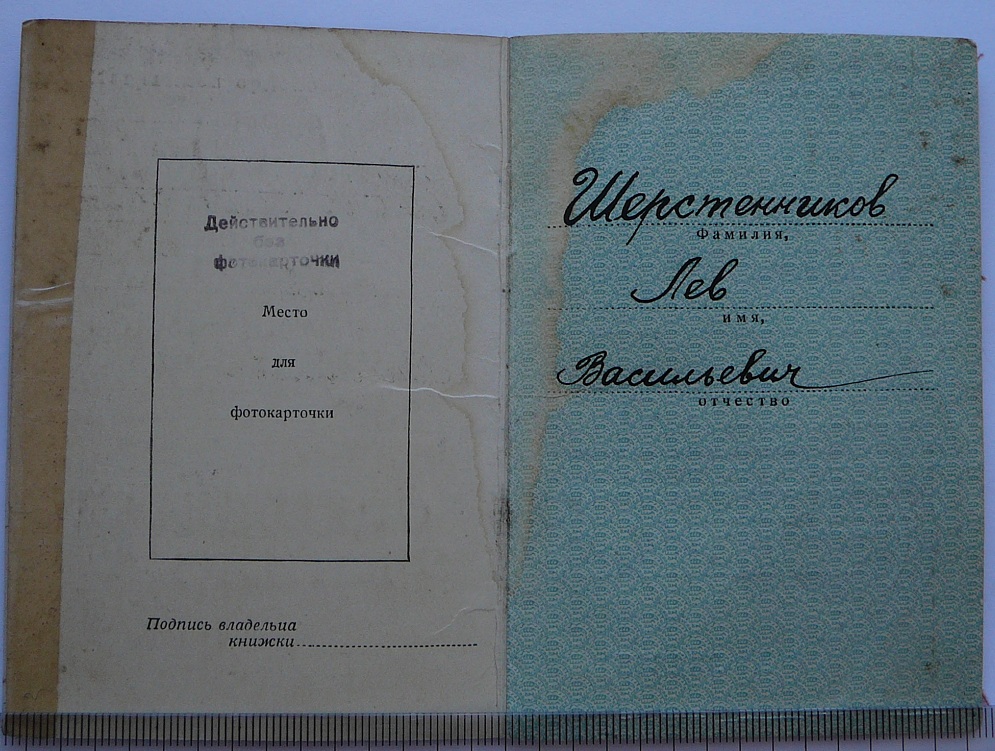 Действительно
без
фотокарточки
Место
для
фотокарточки
Подпись владельца
книжки
Шерстенников
Фамилия,
Лев
имя,
Васильевич
отчество